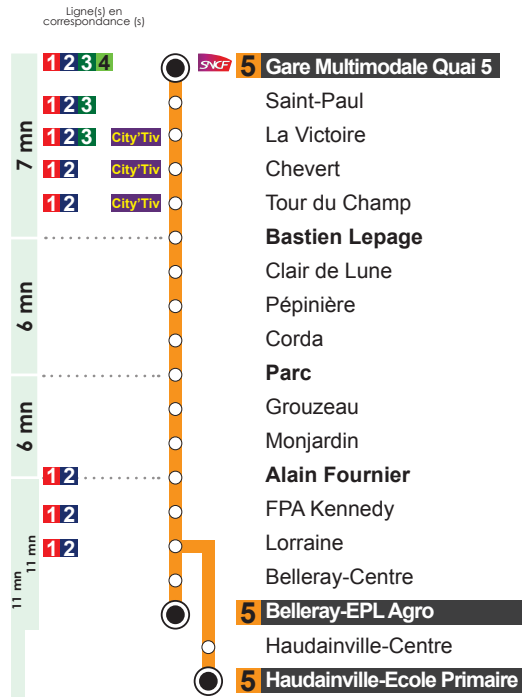 Ligne(s) en
correspondance (s)
1 2 3 4 SNCF 5 Gare Multimodale Quai 5
1 2 3 Saint-Paul
1 2 3 City'Tiv La Victoire
1 2 City'Tiv Chevert
1 2 City'Tiv Tour du Champ
7 mn
Bastien Lepage
Clair de Lune
Pépinière
Corda
6 mn
Parc
Grouzeau
Monjardin
6 mn
1 2 Alain Fournier
1 2 FPA Kennedy
1 2 Lorraine
Belleray-Centre
11 mn
11 mn
5 Belleray-EPL Agro
Haudainville-Centre
5 Haudainville-Ecole Primaire